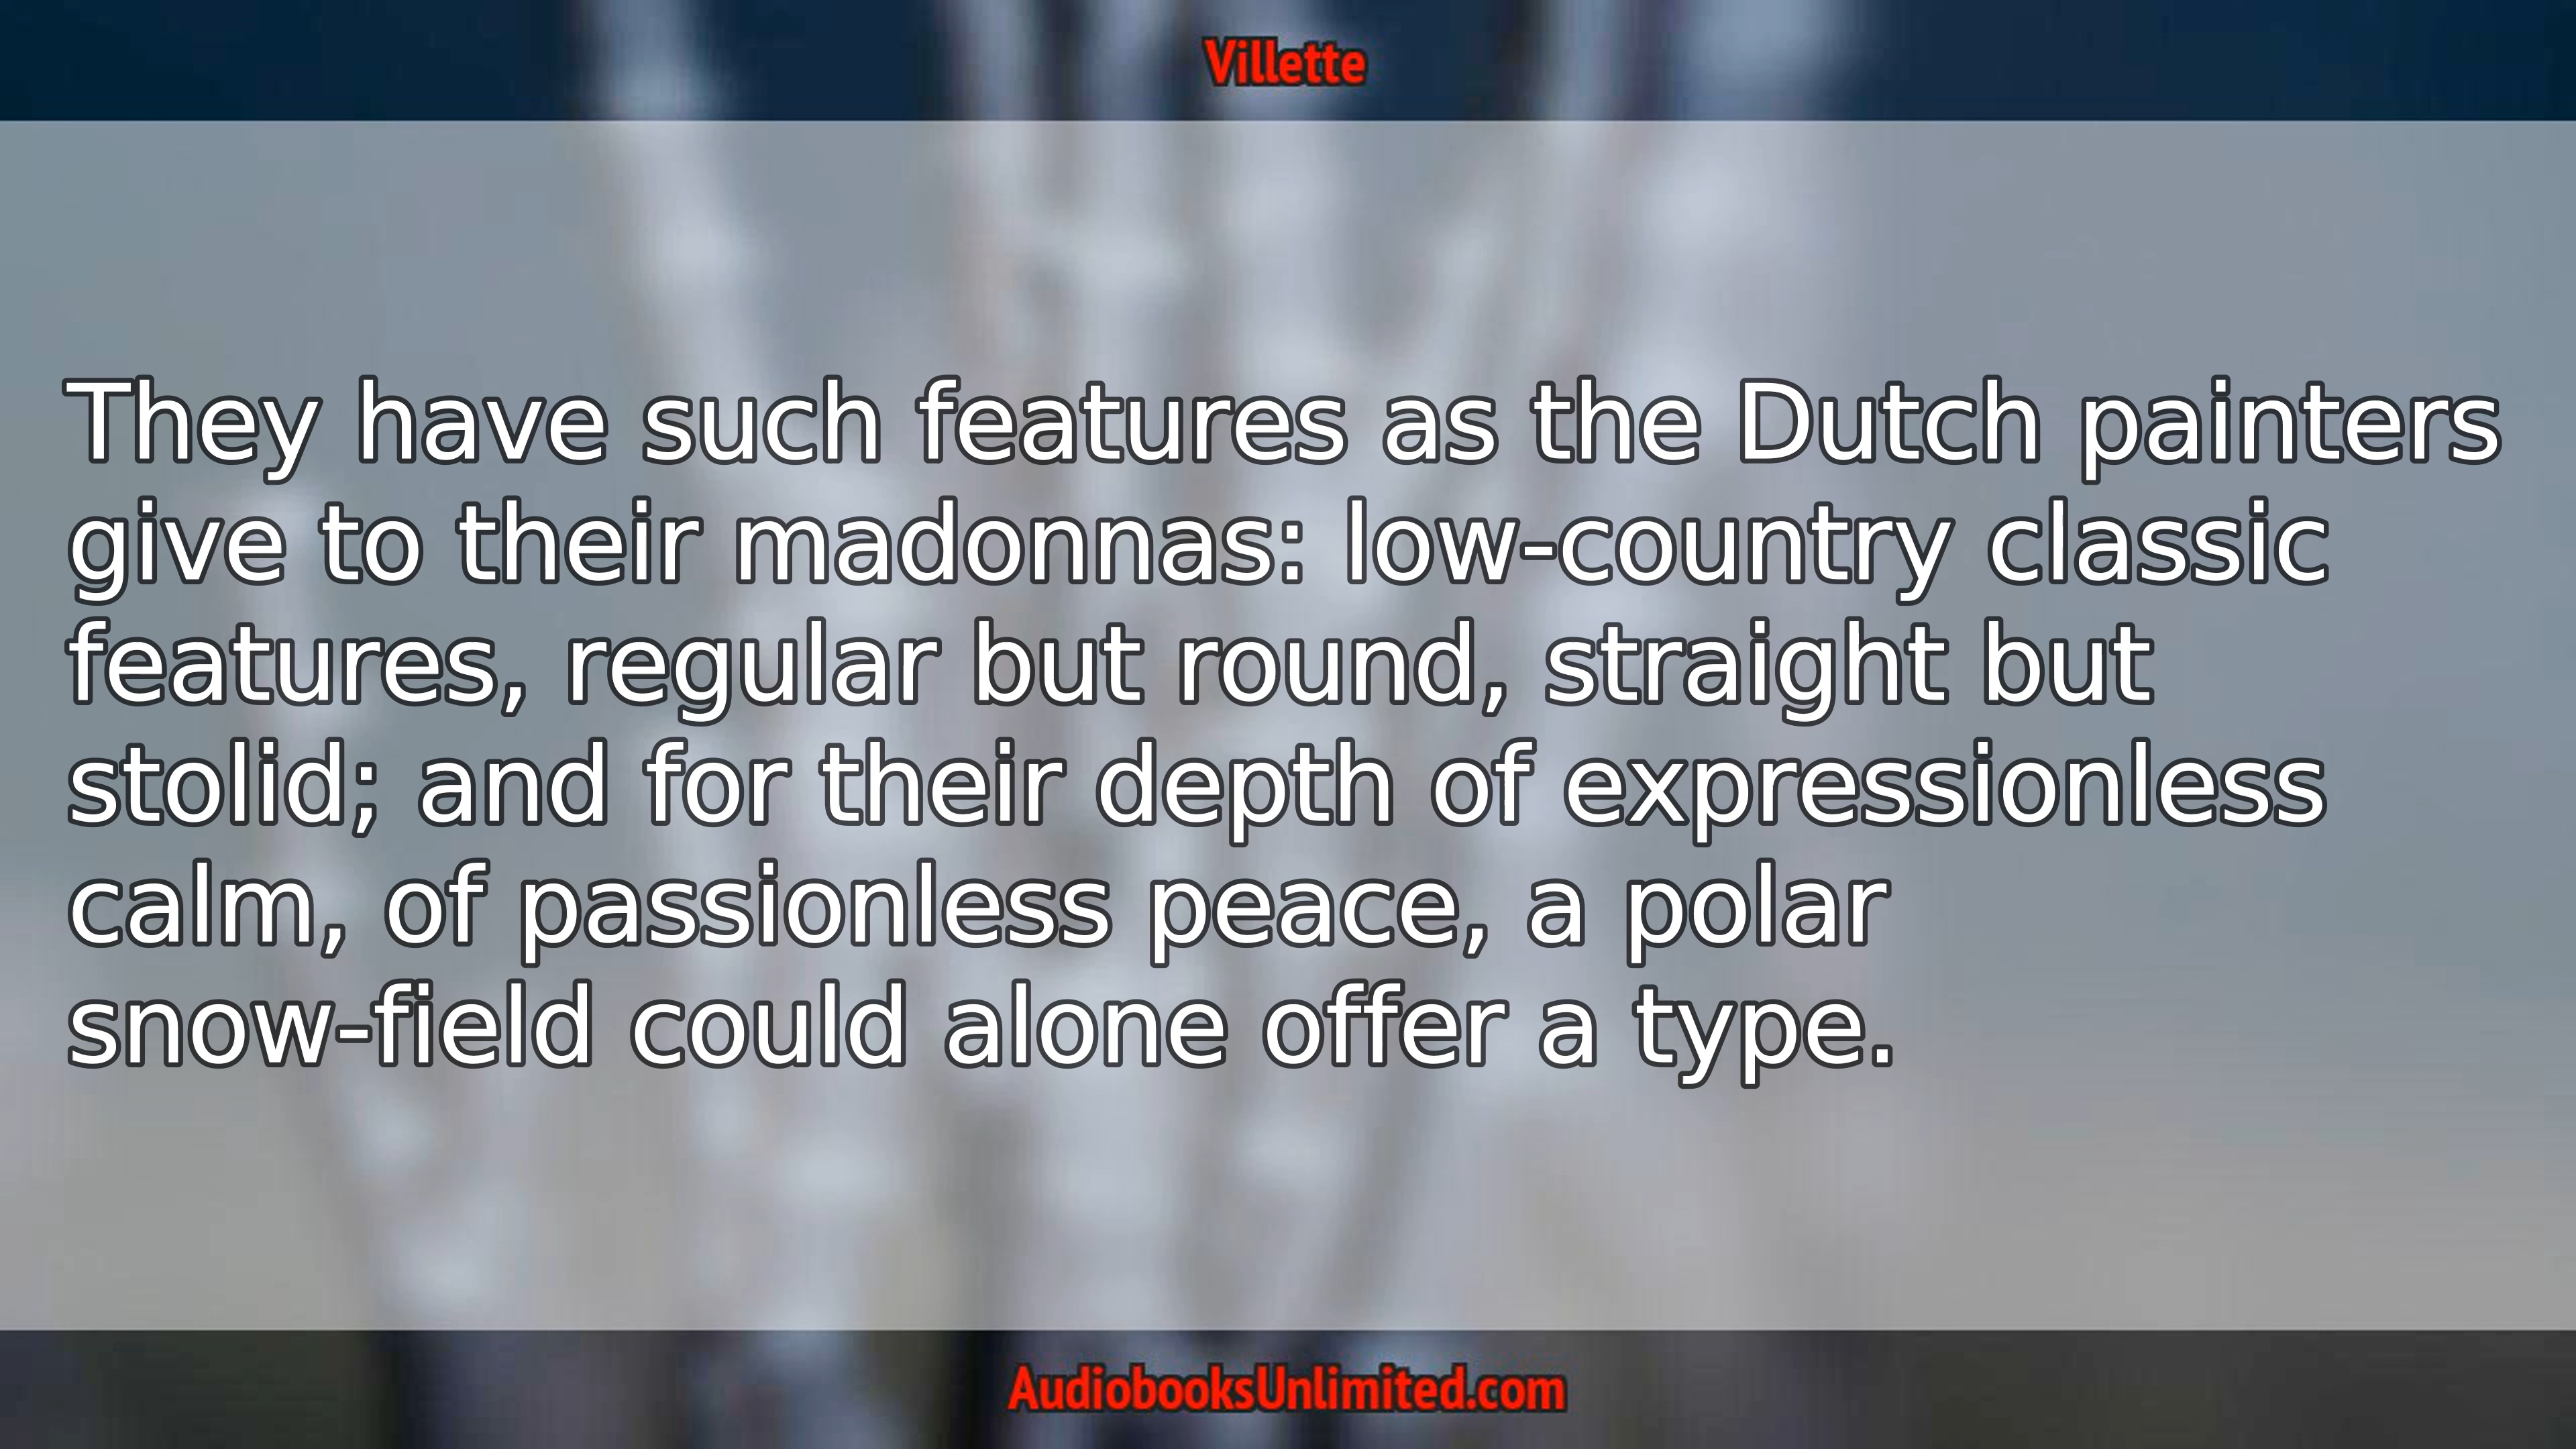 Villette
They have such features as the Dutch painters
give to their madonnas: low-country classic
features, regular but round, straight but
stolid; and for their depth of expressionless
calm, of passionless peace, a polar
snow-field could alone offer a type.
AudiobooksUnlimited.com